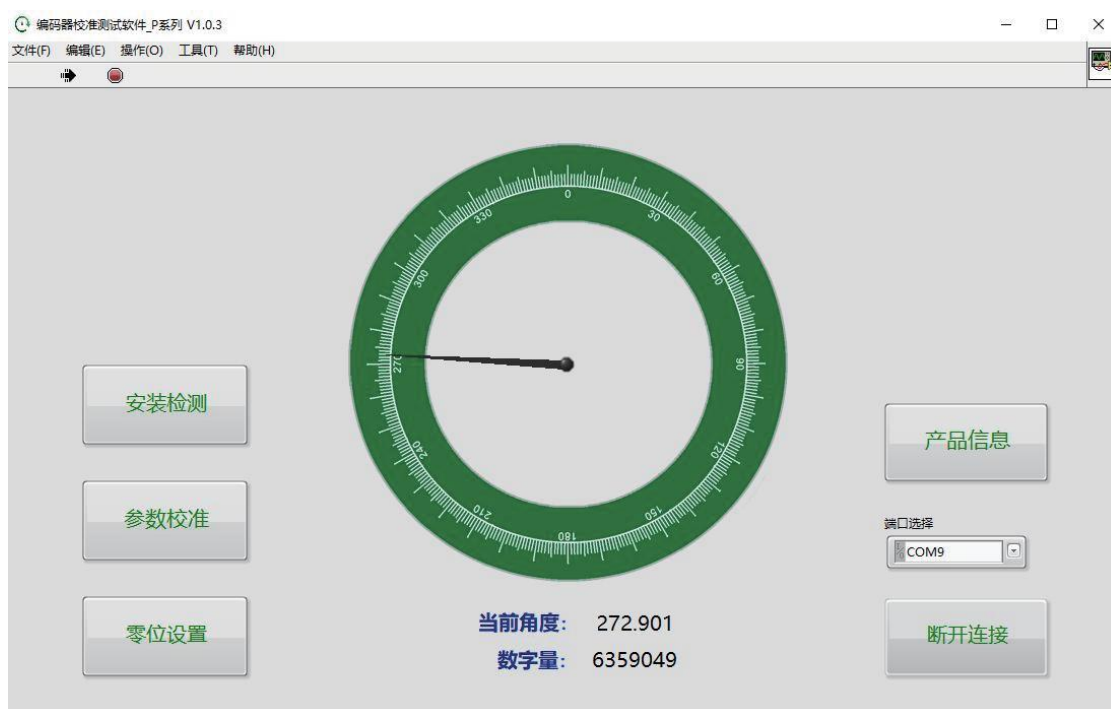 编码器校准测试软件_P系列 V1.0.3
文件(F) 编辑(E) 操作(O) 工具(T) 帮助(H)
0
30
60
90
120
150
180
210
240
270
300
330
安装检测
参数校准
零位设置
当前角度： 272.901
数字量： 6359049
产品信息
端口选择
COM9
断开连接